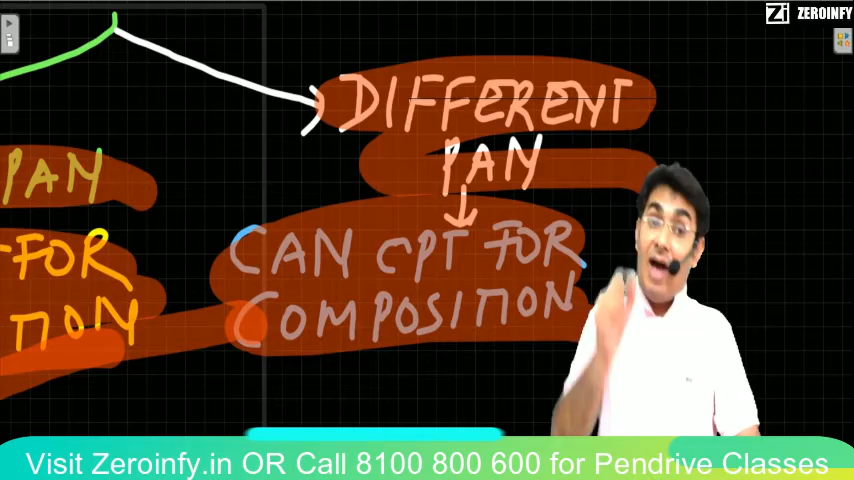 Zi ZEROINFY
DIFFERENT
PAN
PAN
CAN OPT FOR
COMPOSITION
FOR
TION
Visit Zeroinfy.in OR Call 8100 800 600 for Pendrive Classes